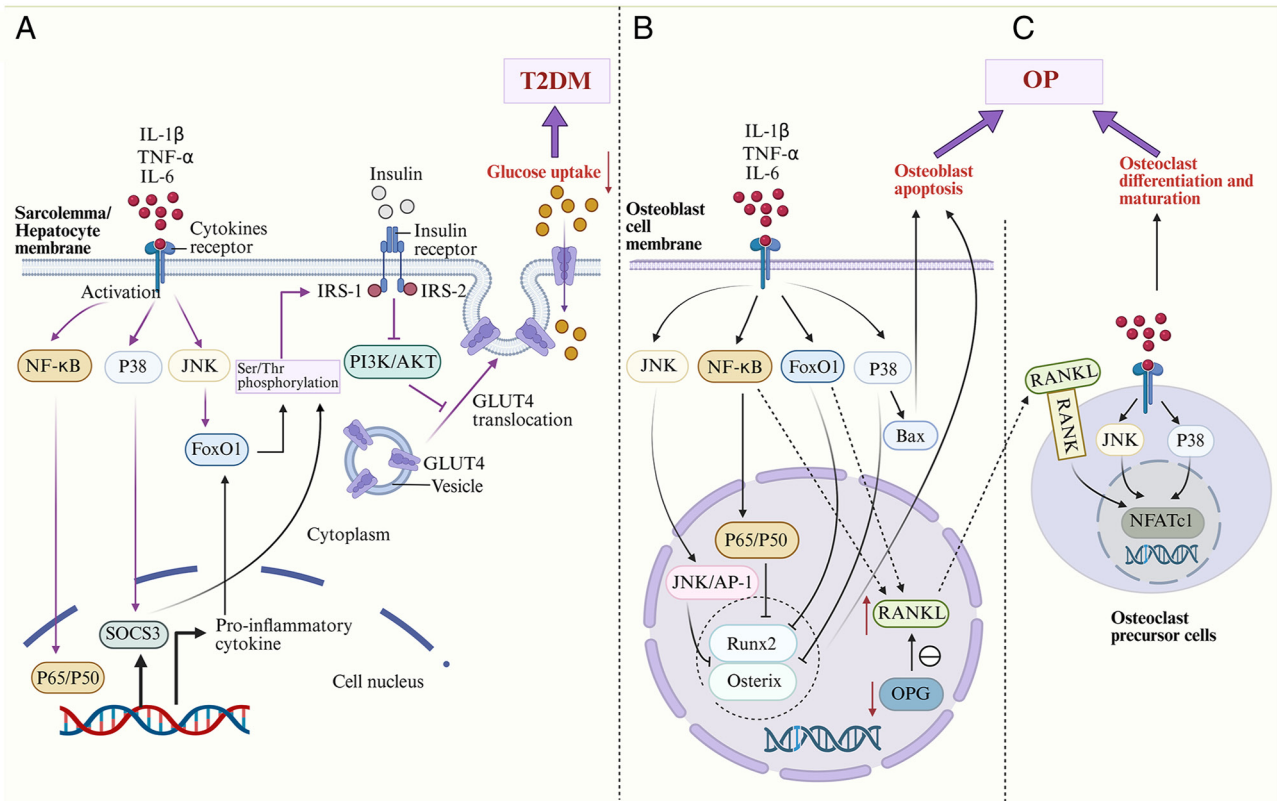 A
T2DM
IL-1β
TNF-α
IL-6
Glucose uptake
Insulin
Sarcolemma/
Hepatocyte
membrane
Cytokines
receptor
Insulin
receptor
Activation
IRS-1
IRS-2
NF-κB
P38
JNK
Ser/Thr
phosphorylation
PI3K/AKT
GLUT4
translocation
FoxO1
GLUT4
Vesicle
Cytoplasm
SOCS3
Pro-inflammatory
cytokine
P65/P50
Cell nucleus
B
IL-1β
TNF-α
IL-6
Osteoblast
apoptosis
Osteoblast
cell
membrane
JNK
NF-κB
FoxO1
P38
Bax
P65/P50
JNK/AP-1
RANKL
Runx2
Osterix
OPG
C
OP
Osteoclast
differentiation and
maturation
RANKL
RANK
JNK
P38
NFATc1
Osteoclast
precursor cells